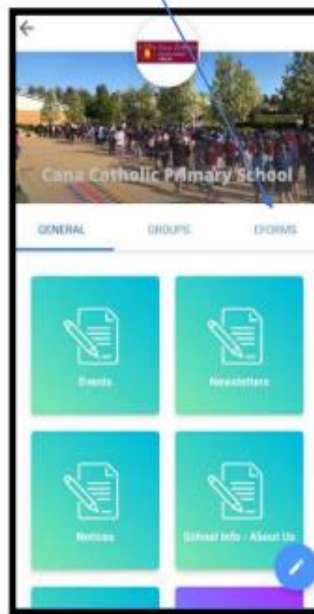 Cana Catholic Primary School
GENERAL GROUPS EFORMS
Events Newsletters
Notices School Info - About Us